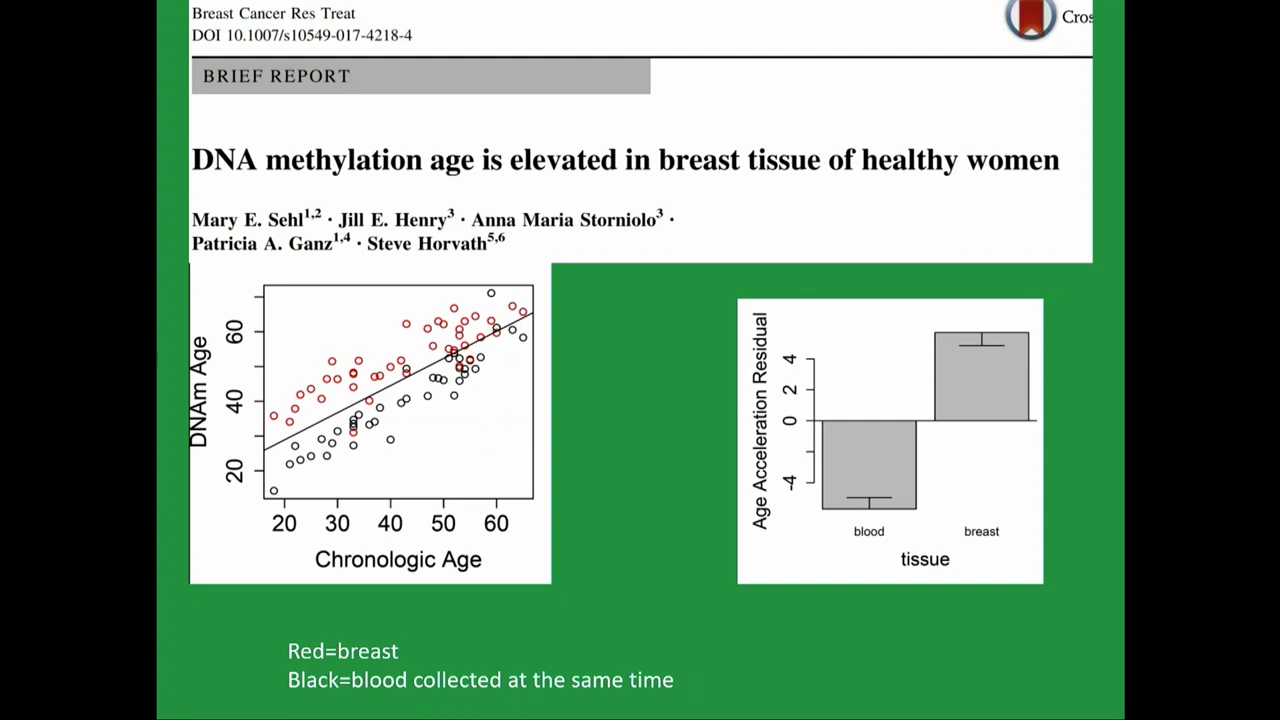 Breast Cancer Res Treat
DOI 10.1007/s10549-017-4218-4
Cros
BRIEF REPORT
DNA methylation age is elevated in breast tissue of healthy women
Mary E. Sehl1,2 · Jill E. Henry3 · Anna Maria Storniolo3 ·
Patricia A. Ganz1,4 · Steve Horvath5,6
DNAm Age
60
40
20
20 30 40 50 60
Chronologic Age
Age Acceleration Residual
4
2
0
-4
blood breast
tissue
Red=breast
Black=blood collected at the same time